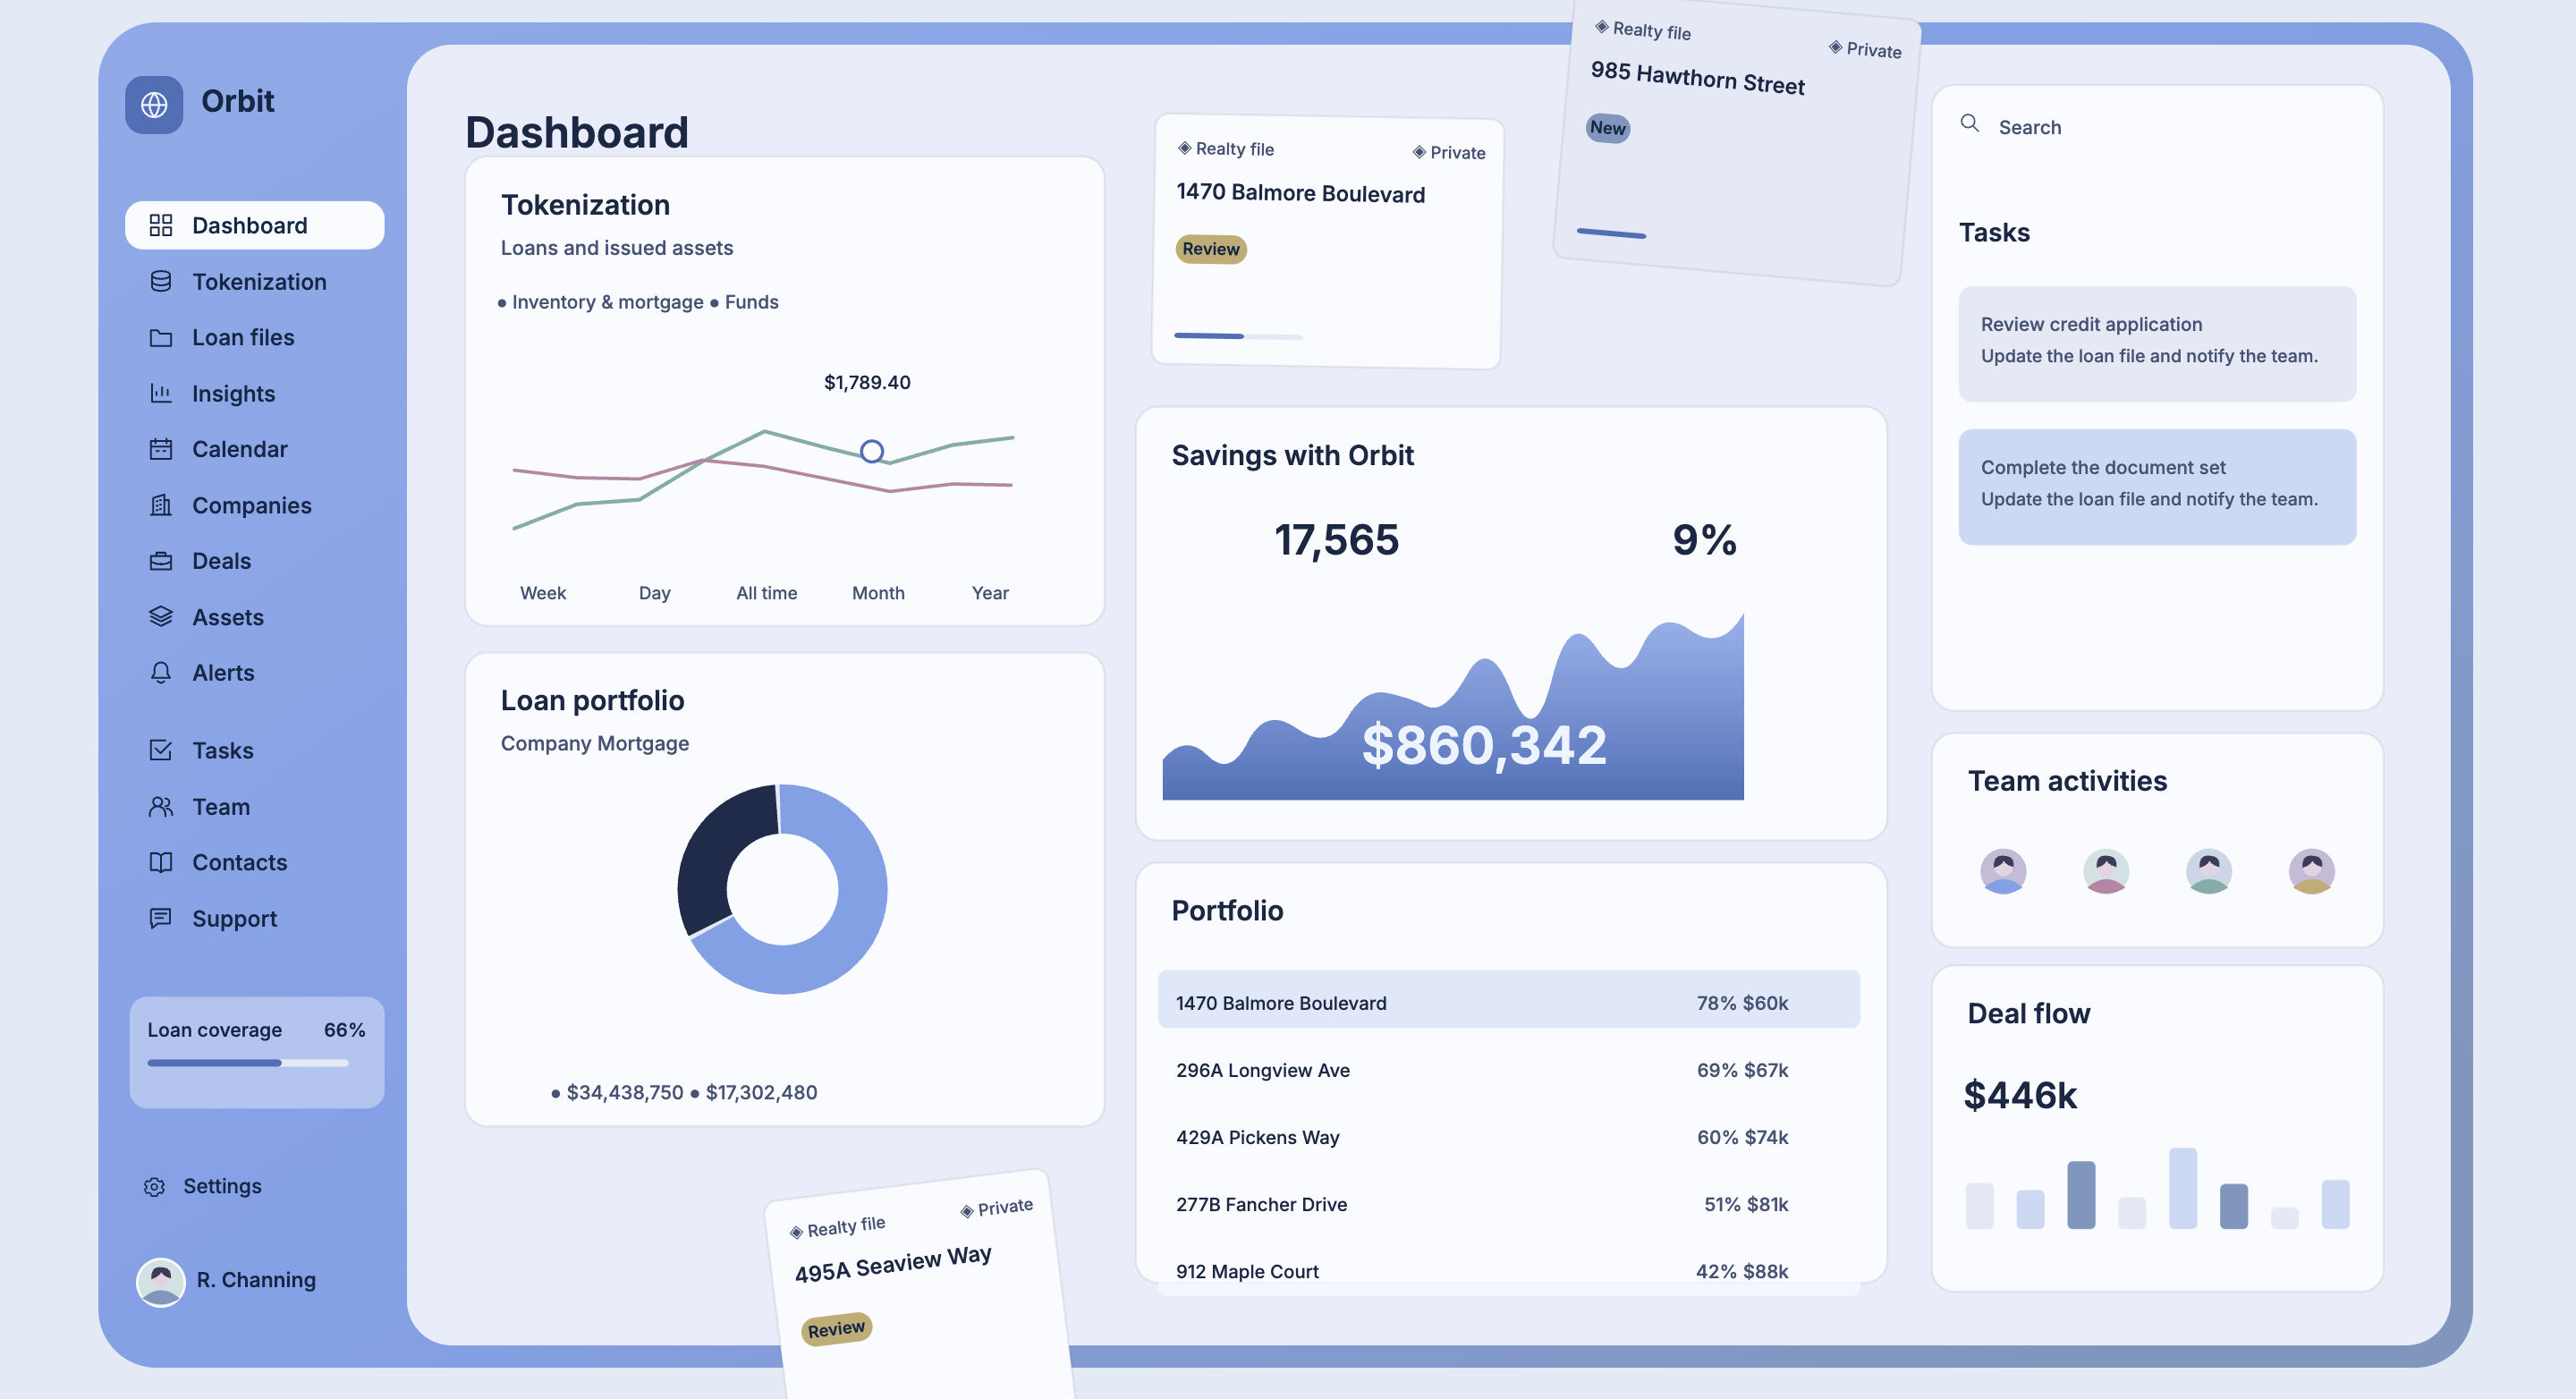 Orbit
Dashboard
Tokenization
Loan files
Insights
Calendar
Companies
Deals
Assets
Alerts
Tasks
Team
Contacts
Support
Loan coverage 66%
Settings
R. Channing
Dashboard
Tokenization
Loans and issued assets
• Inventory & mortgage • Funds
$1,789.40
Week Day All time Month Year
Loan portfolio
Company Mortgage
• $34,438,750 • $17,302,480
◈ Realty file ◈ Private
495A Seaview Way
Review
◈ Realty file ◈ Private
1470 Balmore Boulevard
Review
◈ Realty file ◈ Private
985 Hawthorn Street
New
Savings with Orbit
17,565 9%
$860,342
Portfolio
1470 Balmore Boulevard 78% $60k
296A Longview Ave 69% $67k
429A Pickens Way 60% $74k
277B Fancher Drive 51% $81k
912 Maple Court 42% $88k
Search
Tasks
Review credit application
Update the loan file and notify the team.
Complete the document set
Update the loan file and notify the team.
Team activities
Deal flow
$446k